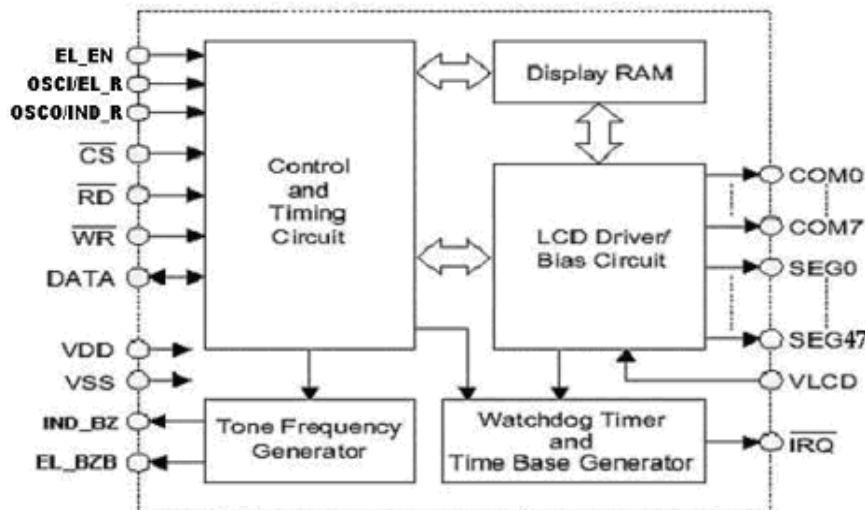 EL_EN
OSCI/EL_R
OSCO/IND_R
CS
RD
WR
DATA
VDD
VSS
IND_BZ
EL_BZB
Control
and
Timing
Circuit
Display RAM
LCD Driver/
Bias Circuit
Tone Frequency
Generator
Watchdog Timer
and
Time Base Generator
COM0
COM7
SEG0
SEG47
VLCD
IRQ